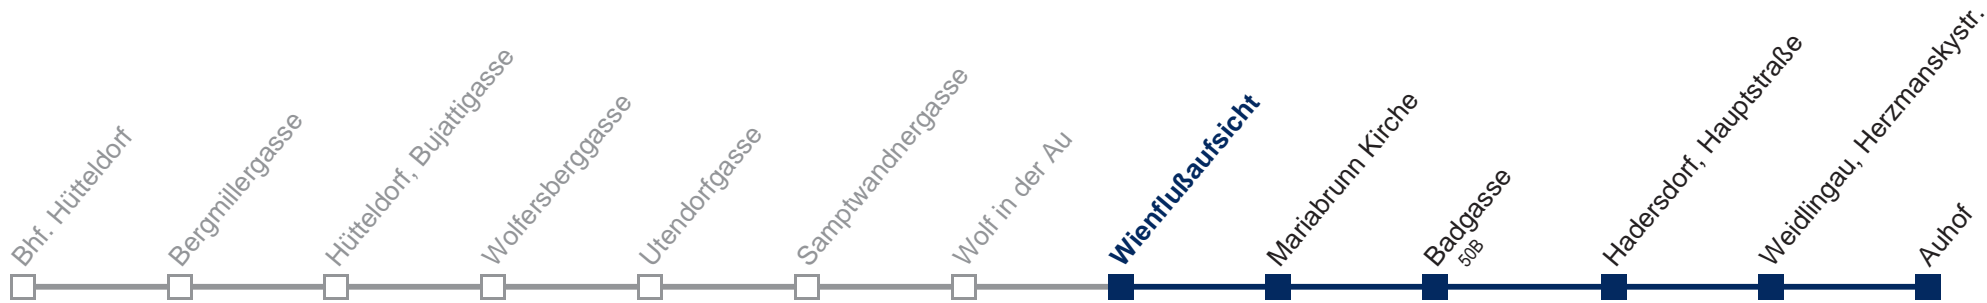 Bhf. Hütteldorf
Bergmillergasse
Hütteldorf, Bujattigasse
Wolfersberggasse
Utendorfgasse
Samptwandnergasse
Wolf in der Au
Wienflußaufsicht
Mariabrunn Kirche
Badgasse
50B
Hadersdorf, Hauptstraße
Weidlingau, Herzmanskystr.
Auhof